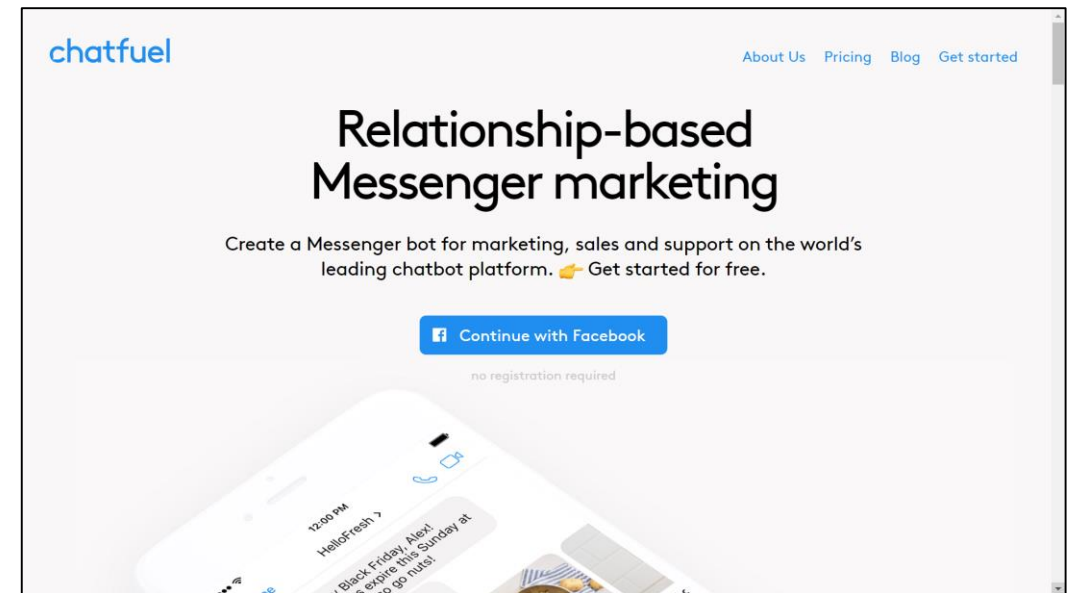 chatfuel
About Us Pricing Blog Get started
Relationship-based
Messenger marketing
Create a Messenger bot for marketing, sales and support on the world's
leading chatbot platform. 👉 Get started for free.
Continue with Facebook
no registration required
12:00 PM
HelloFresh >
Black Friday, Alex!
expire this Sunday at
go nuts!